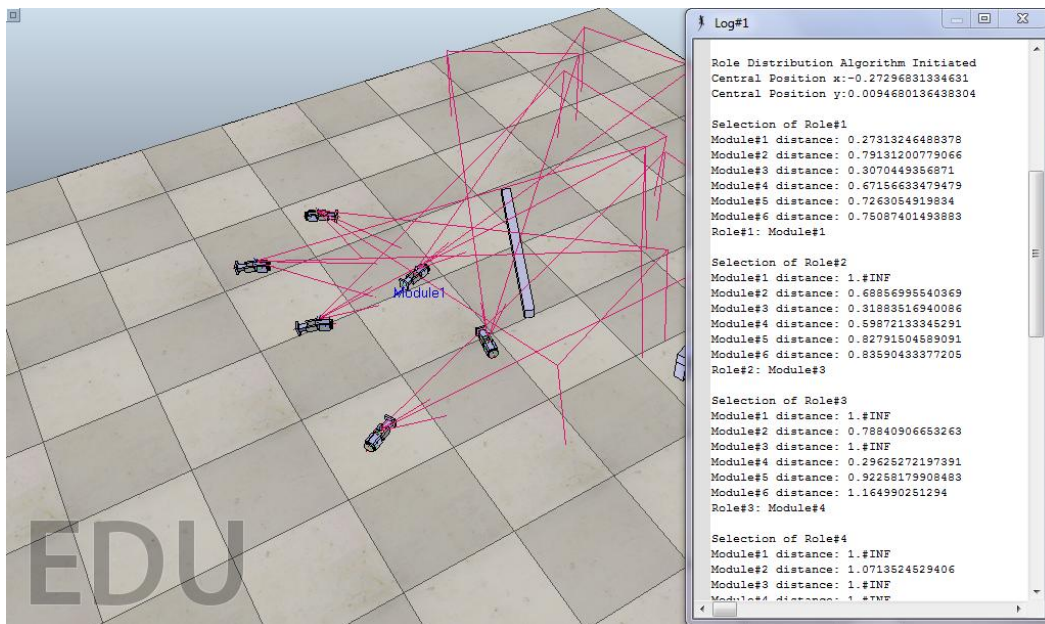 Log#1
Role Distribution Algorithm Initiated
Central Position x:-0.27296831334631
Central Position y:0.0094680136438304
Selection of Role#1
Module#1 distance: 0.27313246488378
Module#2 distance: 0.79131200779066
Module#3 distance: 0.3070449356871
Module#4 distance: 0.67156633479479
Module#5 distance: 0.7263054919834
Module#6 distance: 0.75087401493883
Role#1: Module#1
Selection of Role#2
Module#1 distance: 1.#INF
Module#2 distance: 0.68856995540369
Module#3 distance: 0.31883516940086
Module#4 distance: 0.59872133345291
Module#5 distance: 0.82791504589091
Module#6 distance: 0.83590433377205
Role#2: Module#3
Selection of Role#3
Module#1 distance: 1.#INF
Module#2 distance: 0.78840906653263
Module#3 distance: 1.#INF
Module#4 distance: 0.29625272197391
Module#5 distance: 0.92258179908483
Module#6 distance: 1.164990251294
Role#3: Module#4
Selection of Role#4
Module#1 distance: 1.#INF
Module#2 distance: 1.0713524529406
Module#3 distance: 1.#INF
Module#4 distance: 1.#INF
Module1
EDU